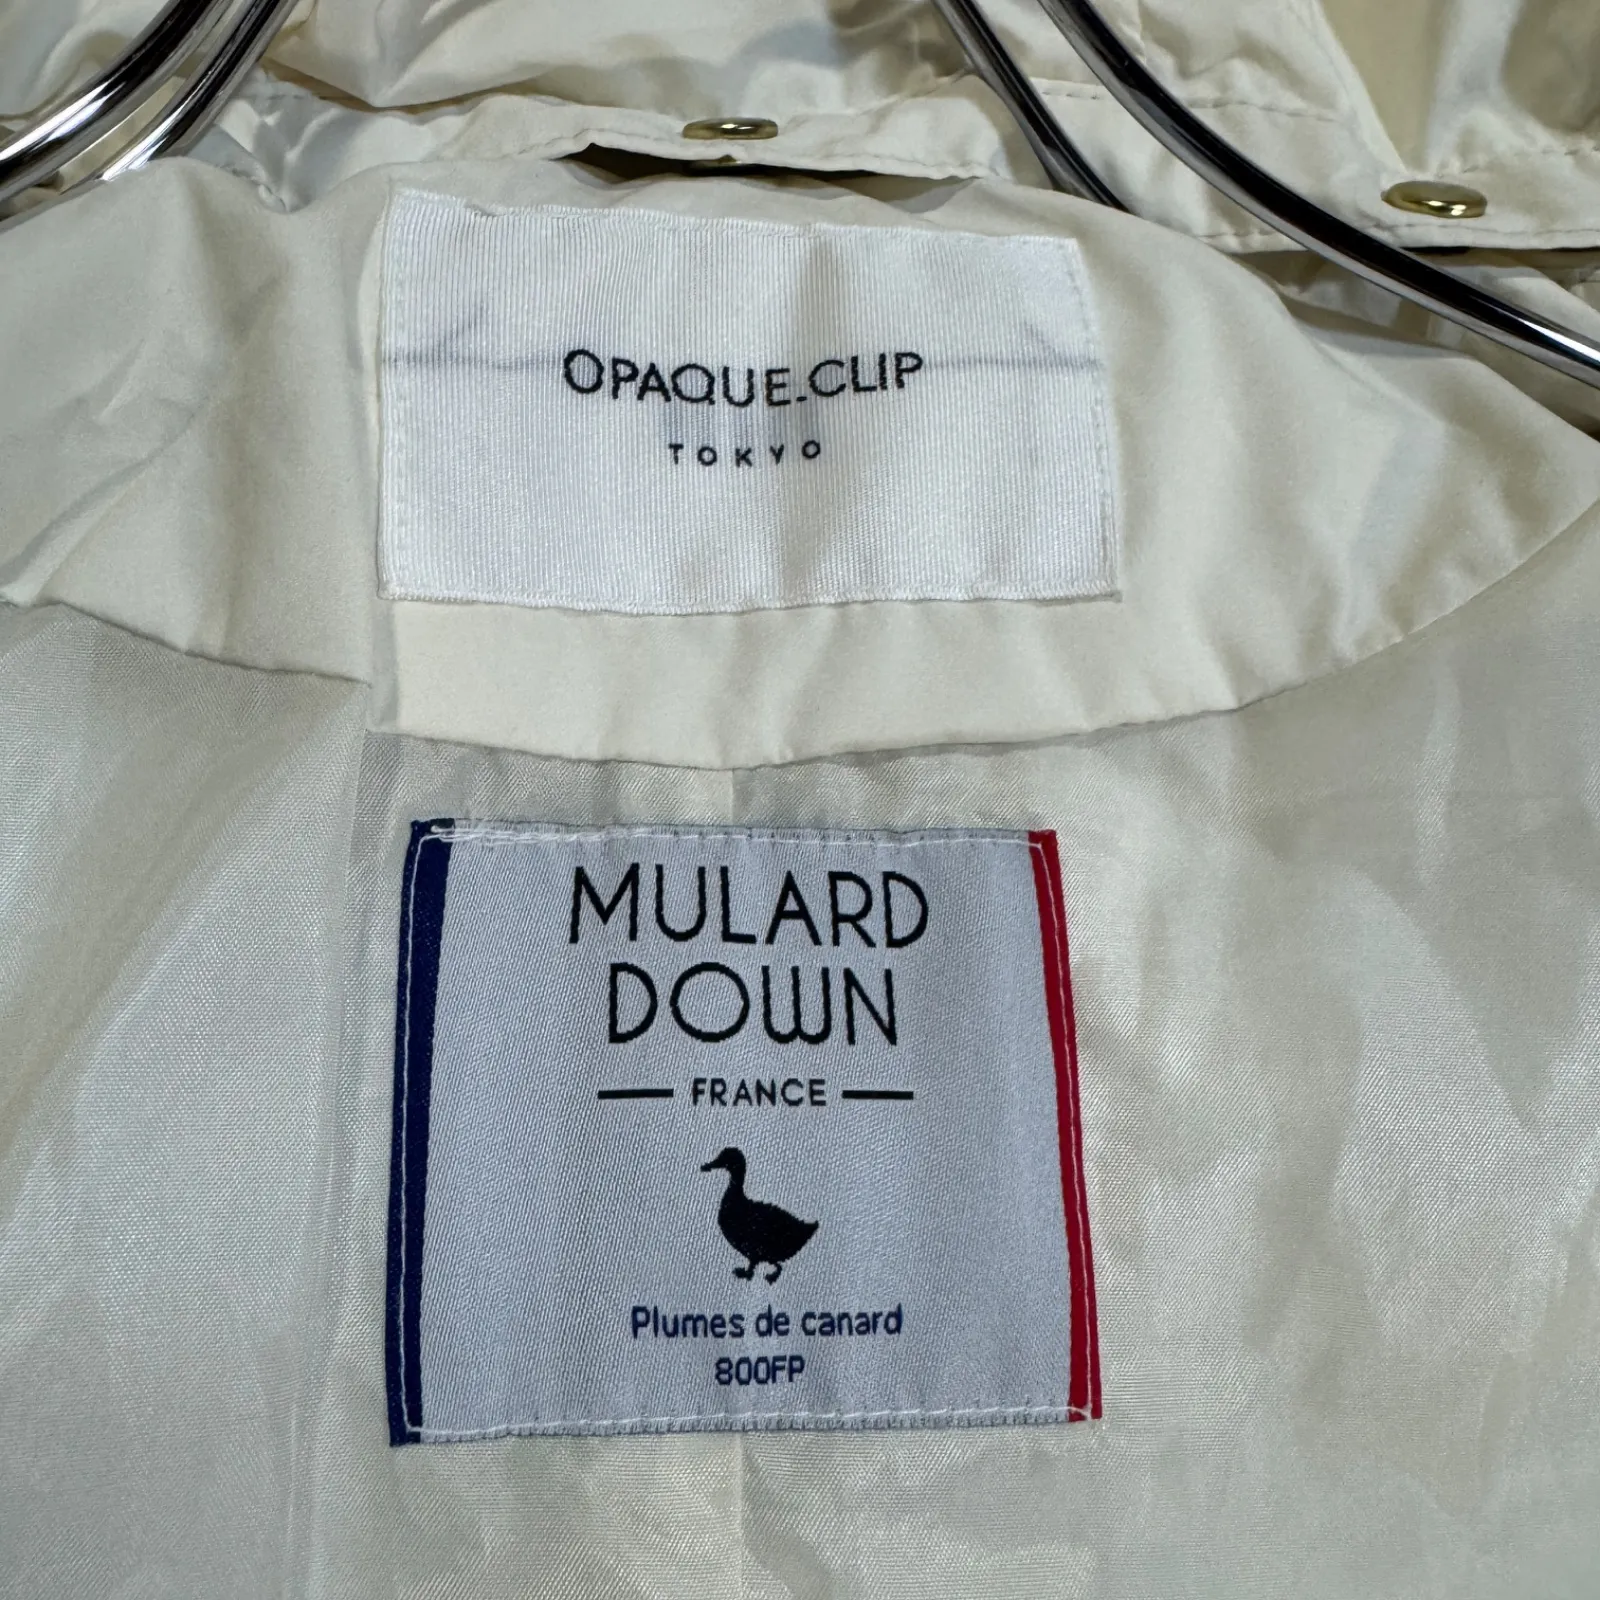 OPAQUE.CLIP
TOKYO
MULARD
DOWN
FRANCE
Plumes de canard
800FP